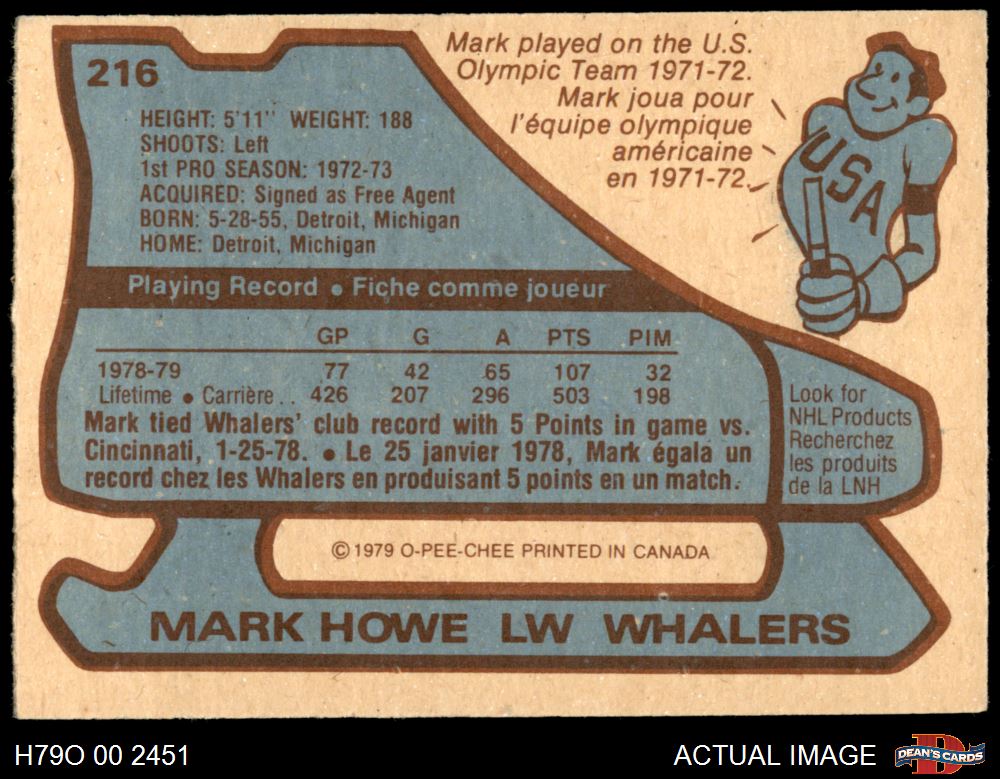 216
Mark played on the U.S.
Olympic Team 1971-72.
Mark joua pour
l'équipe olympique
américaine
en 1971-72.
USA
HEIGHT: 5'11" WEIGHT: 188
SHOOTS: Left
1st PRO SEASON: 1972-73
ACQUIRED: Signed as Free Agent
BORN: 5-28-55, Detroit, Michigan
HOME: Detroit, Michigan
Playing Record • Fiche comme joueur
GP G A PTS PIM
1978-79 77 42 65 107 32
Lifetime • Carrière . . 426 207 296 503 198
Mark tied Whalers' club record with 5 Points in game vs.
Cincinnati, 1-25-78. • Le 25 janvier 1978, Mark égala un
record chez les Whalers en produisant 5 points en un match.
Look for
NHL Products
Recherchez
les produits
de la LNH
© 1979 O-PEE-CHEE PRINTED IN CANADA
MARK HOWE LW WHALERS
H79O 00 2451
ACTUAL IMAGE
DEAN'S CARDS